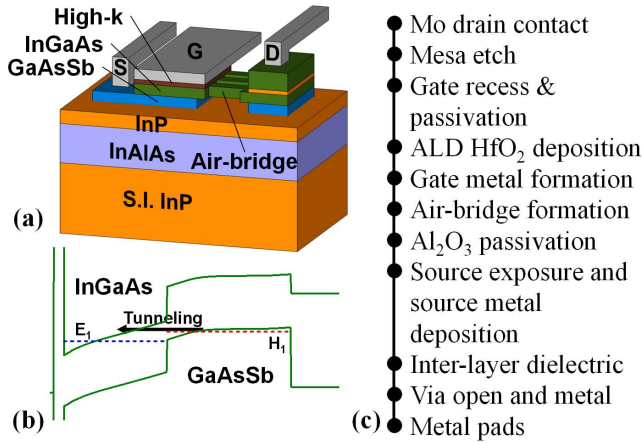 High-k
InGaAs
GaAsSb
S
G
D
InP
InAlAs
Air-bridge
S.I. InP
(a)
InGaAs
E₁
Tunneling
H₁
GaAsSb
(b)
Mo drain contact
Mesa etch
Gate recess &
passivation
ALD HfO₂ deposition
Gate metal formation
Air-bridge formation
Al₂O₃ passivation
Source exposure and
source metal
deposition
Inter-layer dielectric
Via open and metal
(c)
Metal pads